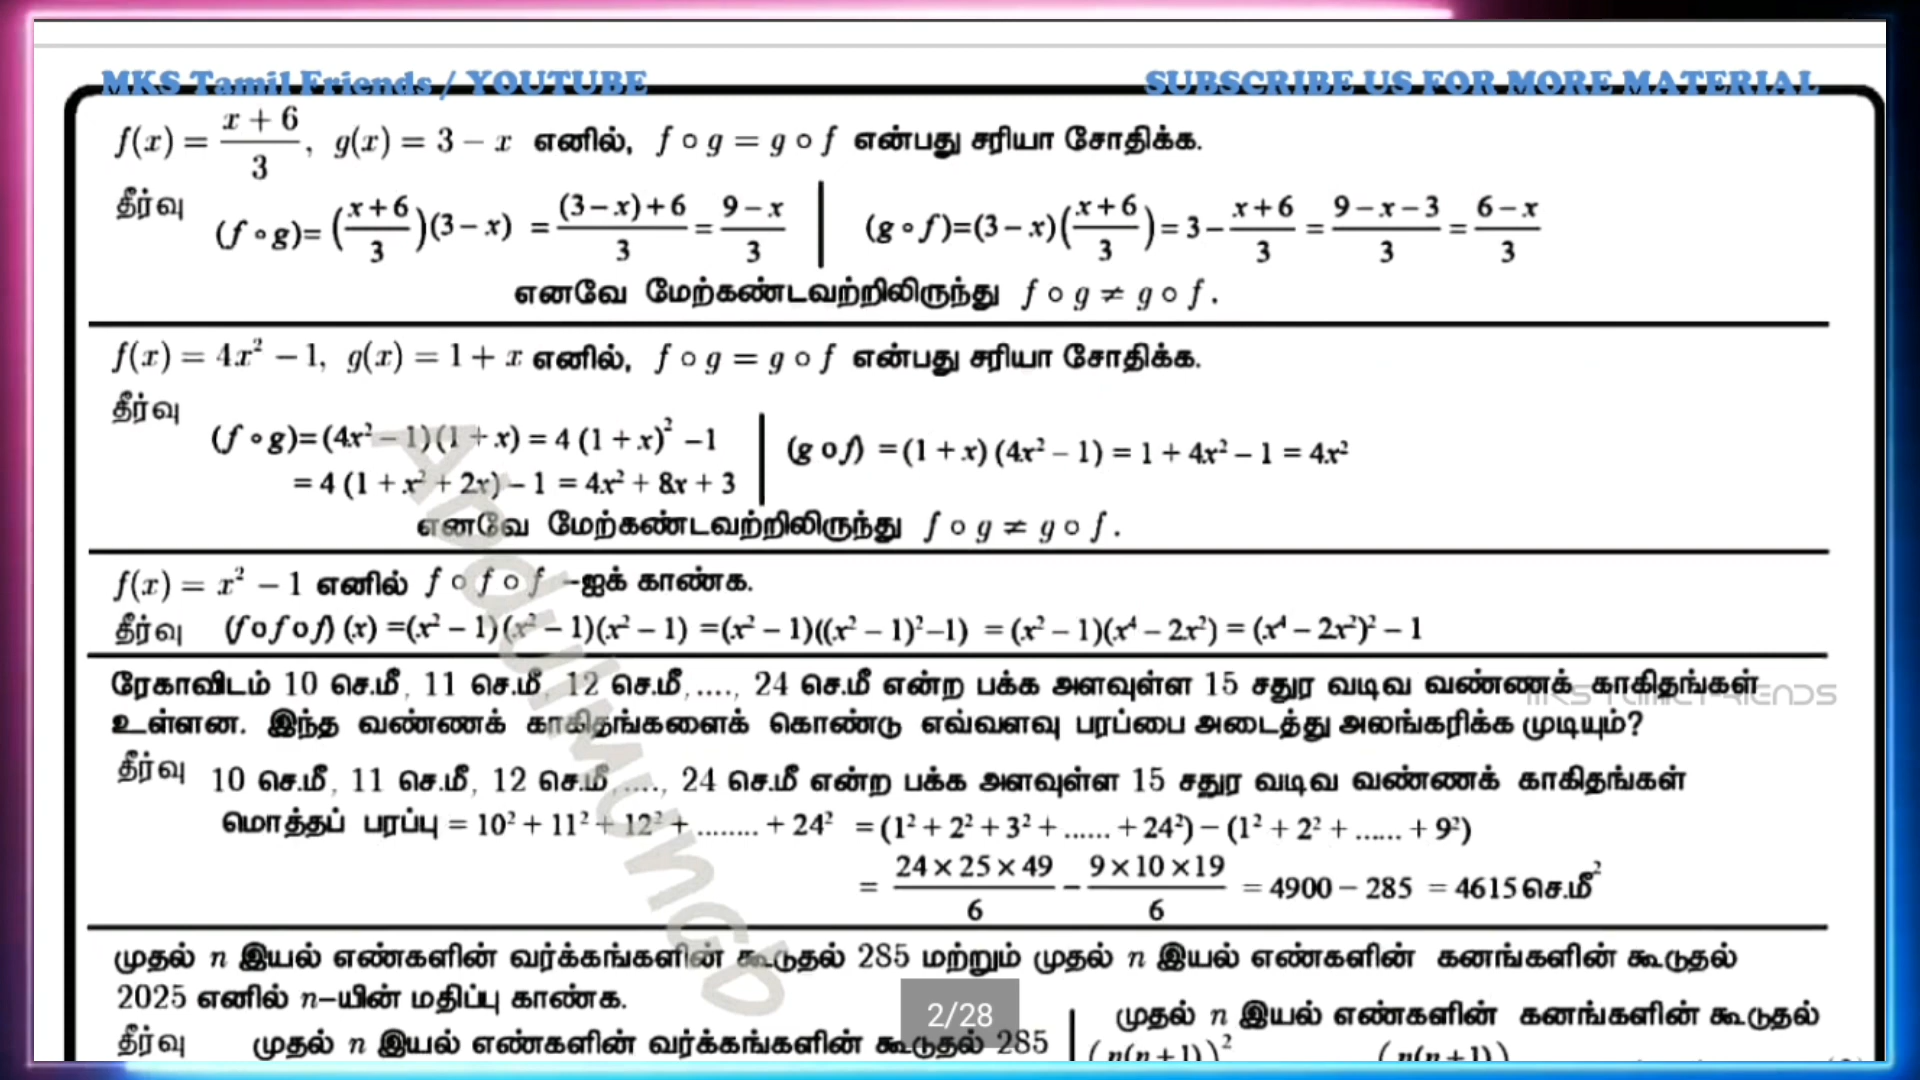 MKS Tamil Friends / YOUTUBE SUBSCRIBE US FOR MORE MATERIAL
f(x) = (x + 6)/3, g(x) = 3 – x எனில், f ∘ g = g ∘ f என்பது சரியா சோதிக்க.
தீர்வு (f ∘ g)= ((x+6)/3)(3 – x) = ((3–x)+6)/3 = (9–x)/3 | (g ∘ f)=(3 – x)((x+6)/3) = 3 – (x+6)/3 = (9–x–3)/3 = (6–x)/3
எனவே மேற்கண்டவற்றிலிருந்து f ∘ g ≠ g ∘ f.
f(x) = 4x² – 1, g(x) = 1 + x எனில், f ∘ g = g ∘ f என்பது சரியா சோதிக்க.
தீர்வு
(f ∘ g)= (4x² – 1)(1 + x) = 4 (1 + x)² –1 | (g o f) = (1 + x) (4x² – 1) = 1 + 4x² – 1 = 4x²
= 4 (1 + x² + 2x) – 1 = 4x² + 8x + 3
எனவே மேற்கண்டவற்றிலிருந்து f ∘ g ≠ g ∘ f.
f(x) = x² – 1 எனில் f ∘ f ∘ f –ஐக் காண்க.
தீர்வு (f o f o f) (x) =(x² – 1)(x² – 1)(x² – 1) =(x² – 1)((x² – 1)²–1) = (x² – 1)(x⁴ – 2x²) = (x⁴ – 2x²)² – 1
ரேகாவிடம் 10 செ.மீ, 11 செ.மீ, 12 செ.மீ,...., 24 செ.மீ என்ற பக்க அளவுள்ள 15 சதுர வடிவ வண்ணக் காகிதங்கள்
MKS TAMIL FRIENDS
உள்ளன. இந்த வண்ணக் காகிதங்களைக் கொண்டு எவ்வளவு பரப்பை அடைத்து அலங்கரிக்க முடியும்?
தீர்வு 10 செ.மீ, 11 செ.மீ, 12 செ.மீ,...., 24 செ.மீ என்ற பக்க அளவுள்ள 15 சதுர வடிவ வண்ணக் காகிதங்கள்
மொத்தப் பரப்பு = 10² + 11² + 12² + ........ + 24² = (1² + 2² + 3² + ...... + 24²) – (1² + 2² + ...... + 9²)
= (24 × 25 × 49)/6 – (9 × 10 × 19)/6 = 4900 – 285 = 4615 செ.மீ²
முதல் n இயல் எண்களின் வர்க்கங்களின் கூடுதல் 285 மற்றும் முதல் n இயல் எண்களின் கனங்களின் கூடுதல்
2025 எனில் n–யின் மதிப்பு காண்க.
2/28
முதல் n இயல் எண்களின் கனங்களின் கூடுதல்
தீர்வு முதல் n இயல் எண்களின் வர்க்கங்களின் கூடுதல் 285